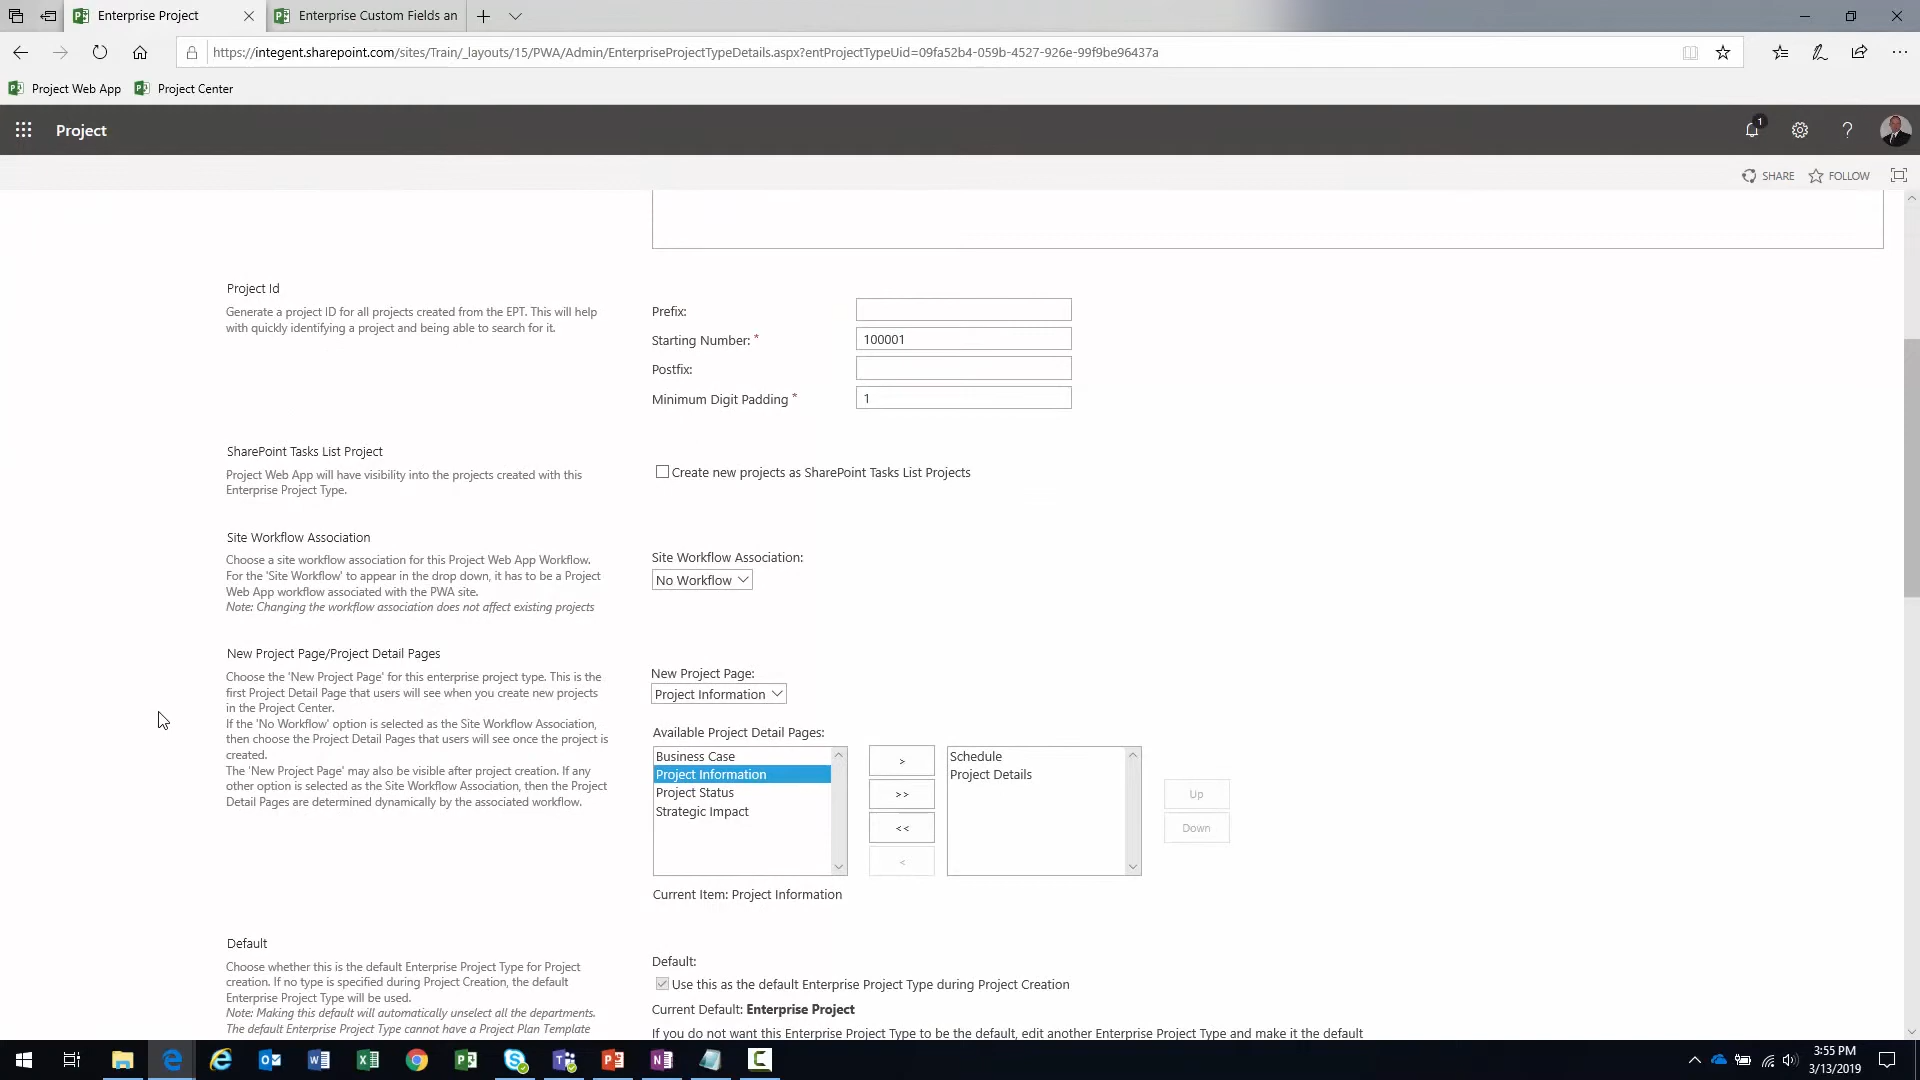 Enterprise Project
Enterprise Custom Fields an
https://integent.sharepoint.com/sites/Train/_layouts/15/PWA/Admin/EnterpriseProjectTypeDetails.aspx?entProjectTypeUid=09fa52b4-059b-4527-926e-99f9be96437a
Project Web App
Project Center
Project
1
SHARE
FOLLOW
Project Id
Generate a project ID for all projects created from the EPT. This will help
with quickly identifying a project and being able to search for it.
Prefix:
Starting Number: *
100001
Postfix:
Minimum Digit Padding *
1
SharePoint Tasks List Project
Project Web App will have visibility into the projects created with this
Enterprise Project Type.
Create new projects as SharePoint Tasks List Projects
Site Workflow Association
Choose a site workflow association for this Project Web App Workflow.
For the 'Site Workflow' to appear in the drop down, it has to be a Project
Web App workflow associated with the PWA site.
Note: Changing the workflow association does not affect existing projects
Site Workflow Association:
No Workflow
New Project Page/Project Detail Pages
Choose the 'New Project Page' for this enterprise project type. This is the
first Project Detail Page that users will see when you create new projects
in the Project Center.
If the 'No Workflow' option is selected as the Site Workflow Association,
then choose the Project Detail Pages that users will see once the project is
created.
The 'New Project Page' may also be visible after project creation. If any
other option is selected as the Site Workflow Association, then the Project
Detail Pages are determined dynamically by the associated workflow.
New Project Page:
Project Information
Available Project Detail Pages:
Business Case
Project Information
Project Status
Strategic Impact
>
>>
<<
<
Schedule
Project Details
Up
Down
Current Item: Project Information
Default
Choose whether this is the default Enterprise Project Type for Project
creation. If no type is specified during Project Creation, the default
Enterprise Project Type will be used.
Note: Making this default will automatically unselect all the departments.
The default Enterprise Project Type cannot have a Project Plan Template
Default:
Use this as the default Enterprise Project Type during Project Creation
Current Default: Enterprise Project
If you do not want this Enterprise Project Type to be the default, edit another Enterprise Project Type and make it the default
3:55 PM
3/13/2019